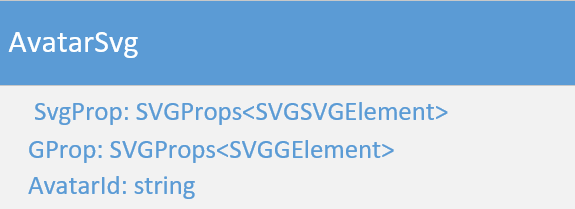 AvatarSvg
SvgProp: SVGProps<SVGSVGElement>
GProp: SVGProps<SVGGElement>
AvatarId: string